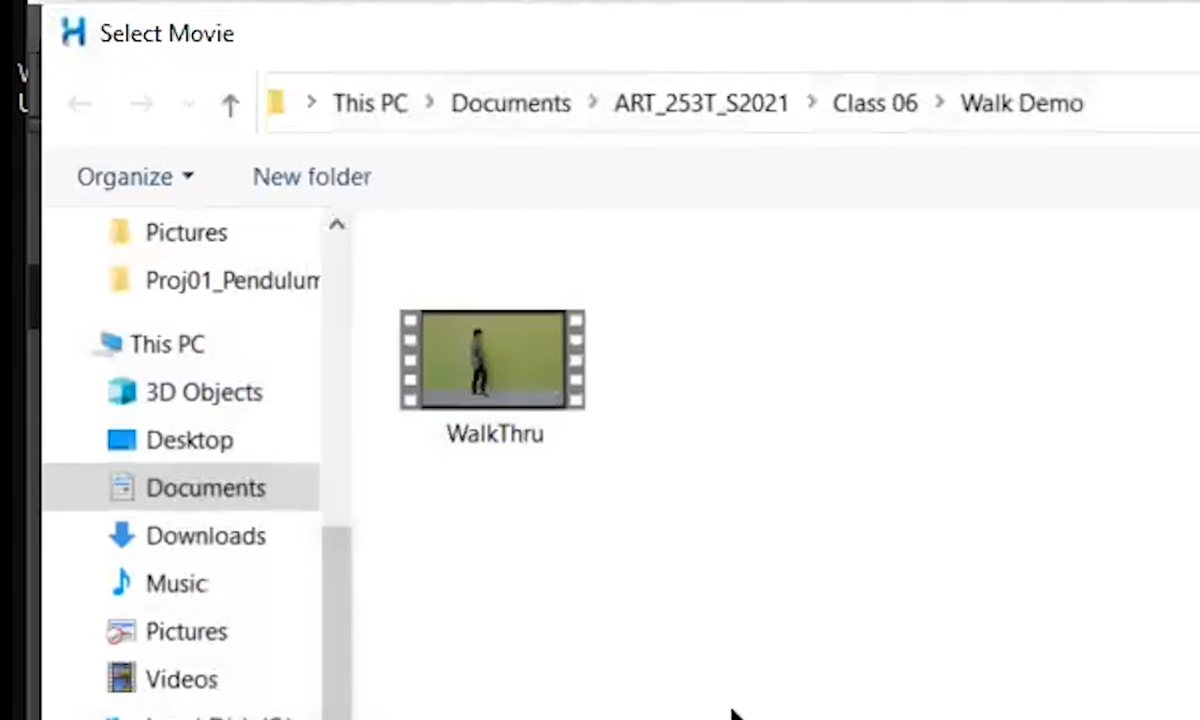 Select Movie
This PC > Documents > ART_253T_S2021 > Class 06 > Walk Demo
Organize
New folder
Pictures
Proj01_Pendulum
This PC
3D Objects
Desktop
Documents
Downloads
Music
Pictures
Videos
WalkThru